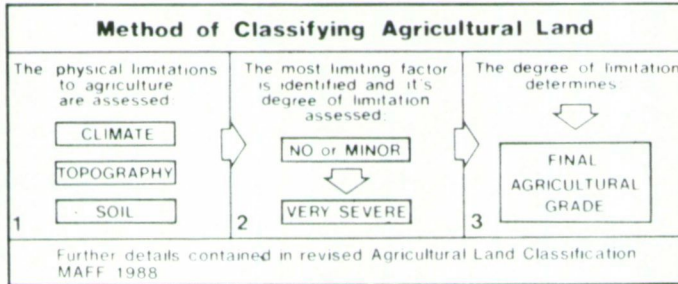 Method of Classifying Agricultural Land
The physical limitations
to agriculture
are assessed
CLIMATE
TOPOGRAPHY
SOIL
1
The most limiting factor
is identified and it's
degree of limitation
assessed:
NO or MINOR
VERY SEVERE
2
The degree of limitation
determines
FINAL
AGRICULTURAL
GRADE
3
Further details contained in revised Agricultural Land Classification
MAFF 1988